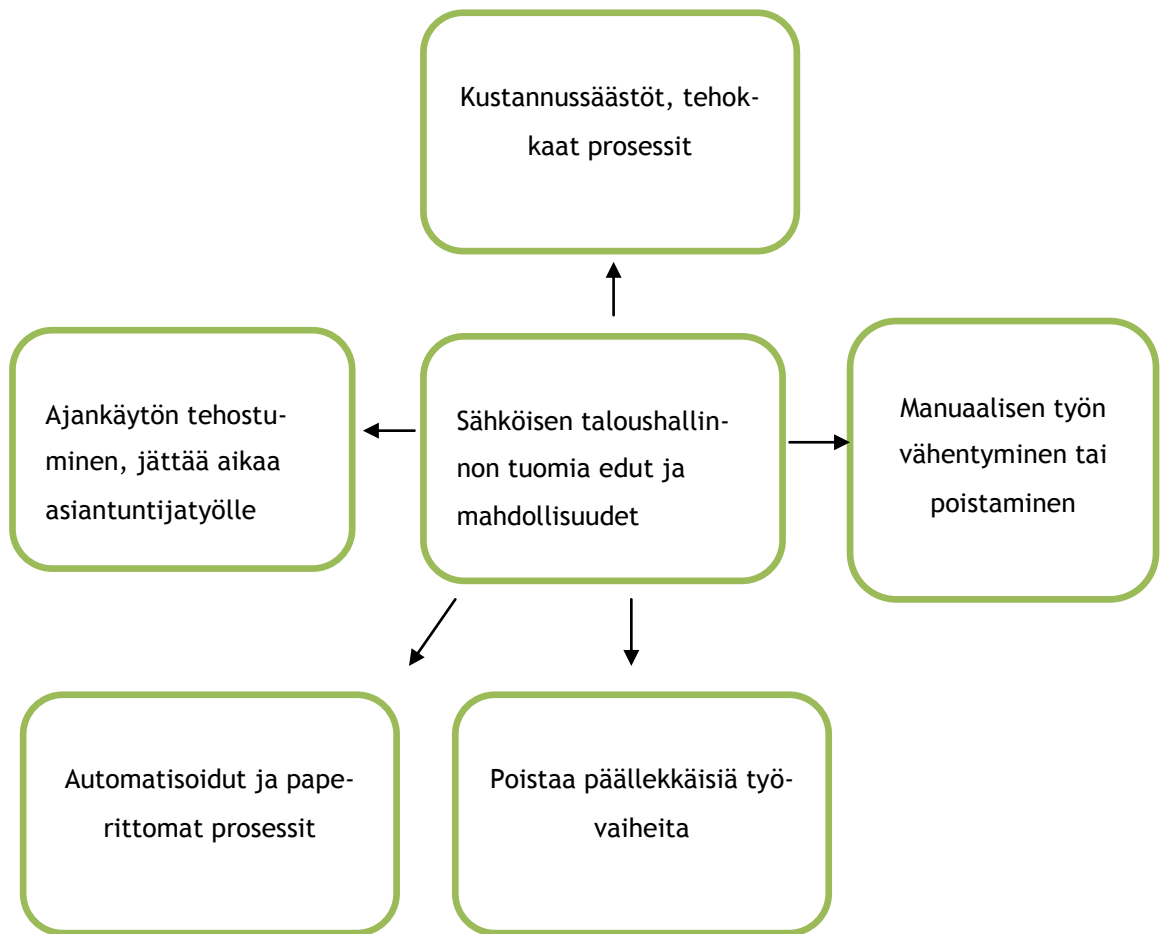 Kustannussäästöt, tehok-
kaat prosessit
Ajankäytön tehostu-
minen, jättää aikaa
asiantuntijatyölle
Sähköisen taloushallin-
non tuomia edut ja
mahdollisuudet
Manuaalisen työn
vähentyminen tai
poistaminen
Automatisoidut ja pape-
rittomat prosessit
Poistaa päällekkäisiä työ-
vaiheita